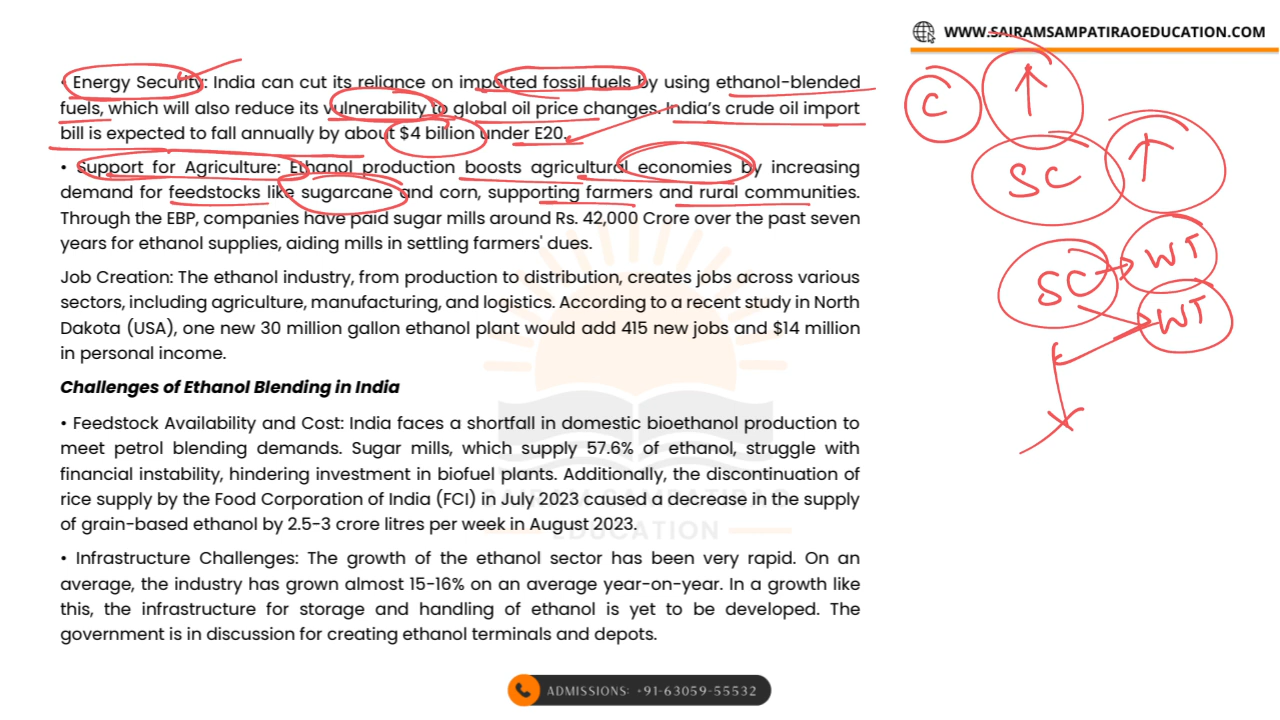 WWW.SAIRAMSAMPATIRAOEDUCATION.COM
• Energy Security: India can cut its reliance on imported fossil fuels by using ethanol-blended
fuels, which will also reduce its vulnerability to global oil price changes. India's crude oil import
bill is expected to fall annually by about $4 billion under E20.
• Support for Agriculture: Ethanol production boosts agricultural economies by increasing
demand for feedstocks like sugarcane and corn, supporting farmers and rural communities.
Through the EBP, companies have paid sugar mills around Rs. 42,000 Crore over the past seven
years for ethanol supplies, aiding mills in settling farmers' dues.
Job Creation: The ethanol industry, from production to distribution, creates jobs across various
sectors, including agriculture, manufacturing, and logistics. According to a recent study in North
Dakota (USA), one new 30 million gallon ethanol plant would add 415 new jobs and $14 million
in personal income.
Challenges of Ethanol Blending in India
• Feedstock Availability and Cost: India faces a shortfall in domestic bioethanol production to
meet petrol blending demands. Sugar mills, which supply 57.6% of ethanol, struggle with
financial instability, hindering investment in biofuel plants. Additionally, the discontinuation of
rice supply by the Food Corporation of India (FCI) in July 2023 caused a decrease in the supply
of grain-based ethanol by 2.5-3 crore litres per week in August 2023.
• Infrastructure Challenges: The growth of the ethanol sector has been very rapid. On an
average, the industry has grown almost 15-16% on an average year-on-year. In a growth like
this, the infrastructure for storage and handling of ethanol is yet to be developed. The
government is in discussion for creating ethanol terminals and depots.
C ↑
SC ↑
SC → WT
WT
SAIRAM SAMPATIRAO
EDUCATION
ADMISSIONS: +91-63059-55532